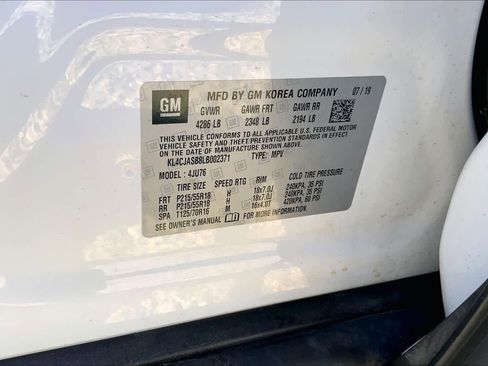 GM
MFD BY GM KOREA COMPANY 07/19
GVWR GAWR FRT GAWR RR
4286 LB 2348 LB 2194 LB
THIS VEHICLE CONFORMS TO ALL APPLICABLE U.S. FEDERAL MOTOR
VEHICLE SAFETY, BUMPER, AND THEFT PREVENTION STANDARDS IN
EFFECT ON THE DATE OF MANUFACTURE SHOWN ABOVE.
KL4CJASB8LB002371 TYPE: MPV
MODEL: 4JU76
TIRE SIZE SPEED RTG RIM COLD TIRE PRESSURE
FRT P215/55R18 H 18x7.0J 240KPA, 35 PSI
RR P215/55R18 H 18x7.0J 240KPA, 35 PSI
SPA T125/70R16 M 16x4.0T 420KPA, 60 PSI
SEE OWNER'S MANUAL FOR MORE INFORMATION.